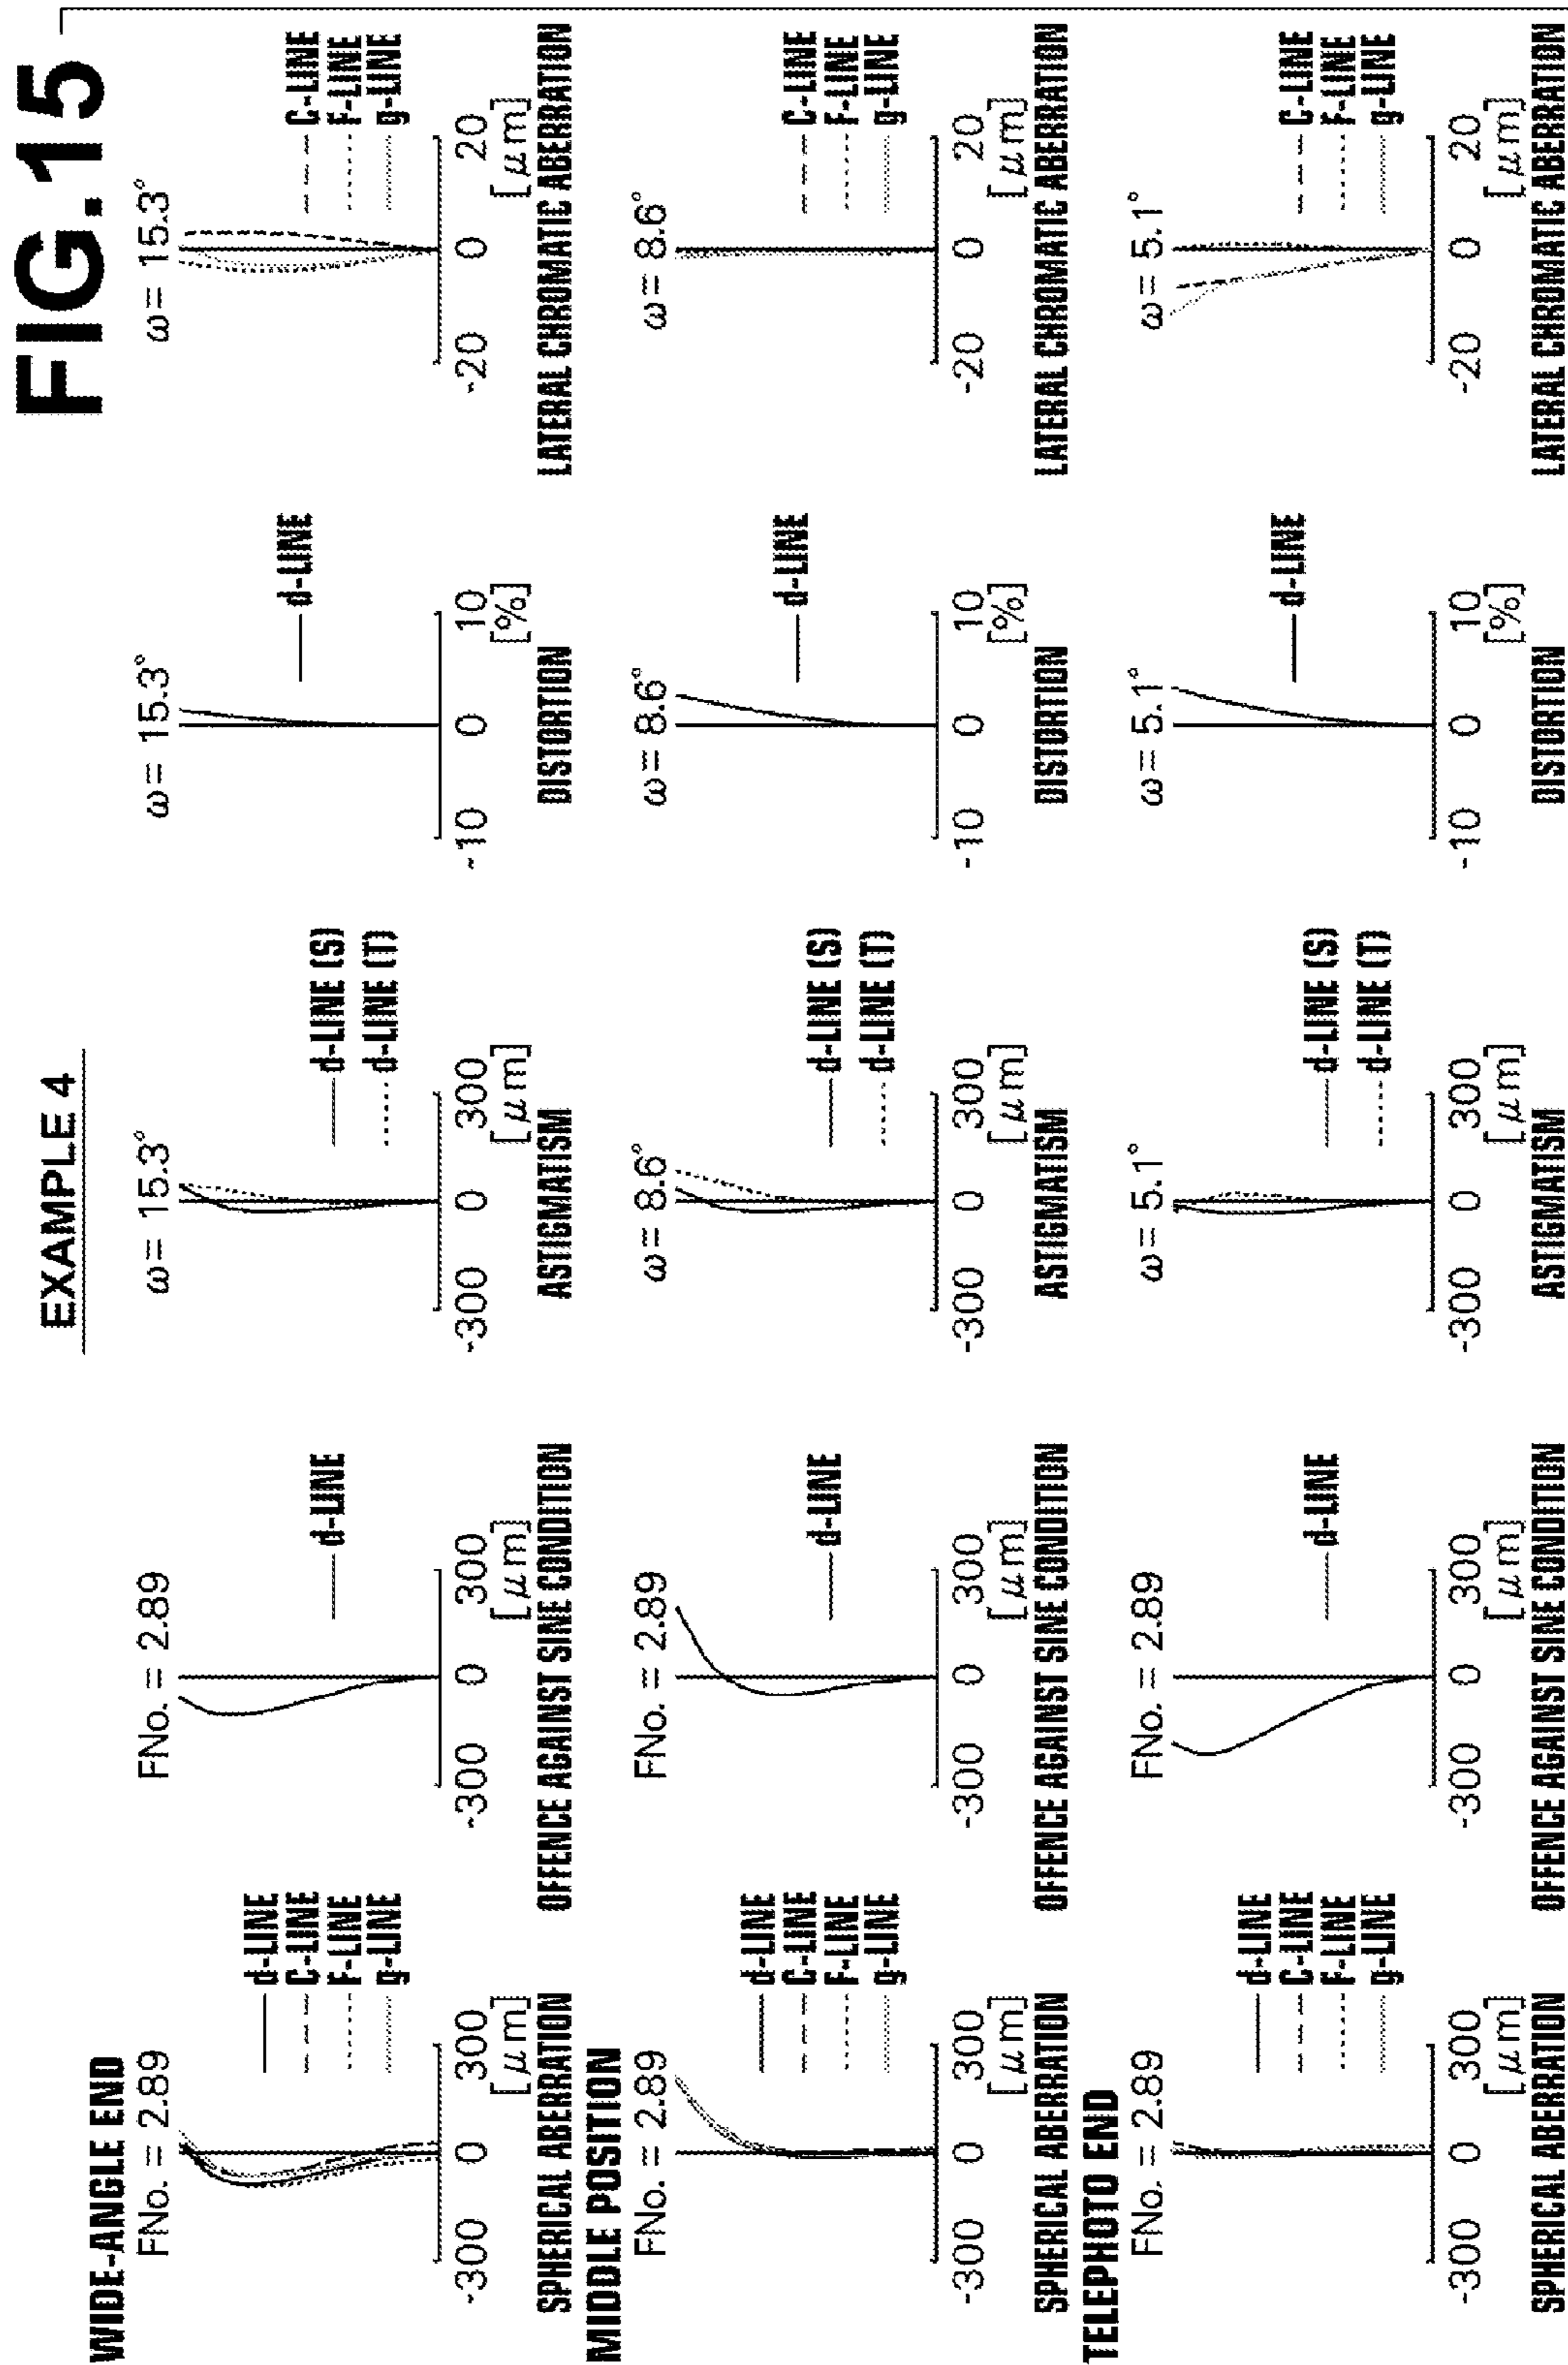 FIG.15
EXAMPLE 4
WIDE-ANGLE END
FNo. = 2.89
d-LINE
C-LINE
F-LINE
g-LINE
-300 0 300
[μm]
SPHERICAL ABERRATION
FNo. = 2.89
d-LINE
-300 0 300
[μm]
OFFENCE AGAINST SINE CONDITION
ω = 15.3°
d-LINE (S)
d-LINE (T)
-300 0 300
[μm]
ASTIGMATISM
ω = 15.3°
d-LINE
-10 0 10
[%]
DISTORTION
ω = 15.3°
C-LINE
F-LINE
g-LINE
-20 0 20
[μm]
LATERAL CHROMATIC ABERRATION
MIDDLE POSITION
FNo. = 2.89
d-LINE
C-LINE
F-LINE
g-LINE
-300 0 300
[μm]
SPHERICAL ABERRATION
FNo. = 2.89
d-LINE
-300 0 300
[μm]
OFFENCE AGAINST SINE CONDITION
ω = 8.6°
d-LINE (S)
d-LINE (T)
-300 0 300
[μm]
ASTIGMATISM
ω = 8.6°
d-LINE
-10 0 10
[%]
DISTORTION
ω = 8.6°
C-LINE
F-LINE
g-LINE
-20 0 20
[μm]
LATERAL CHROMATIC ABERRATION
TELEPHOTO END
FNo. = 2.89
d-LINE
C-LINE
F-LINE
g-LINE
-300 0 300
[μm]
SPHERICAL ABERRATION
FNo. = 2.89
d-LINE
-300 0 300
[μm]
OFFENCE AGAINST SINE CONDITION
ω = 5.1°
d-LINE (S)
d-LINE (T)
-300 0 300
[μm]
ASTIGMATISM
ω = 5.1°
d-LINE
-10 0 10
[%]
DISTORTION
ω = 5.1°
C-LINE
F-LINE
g-LINE
-20 0 20
[μm]
LATERAL CHROMATIC ABERRATION